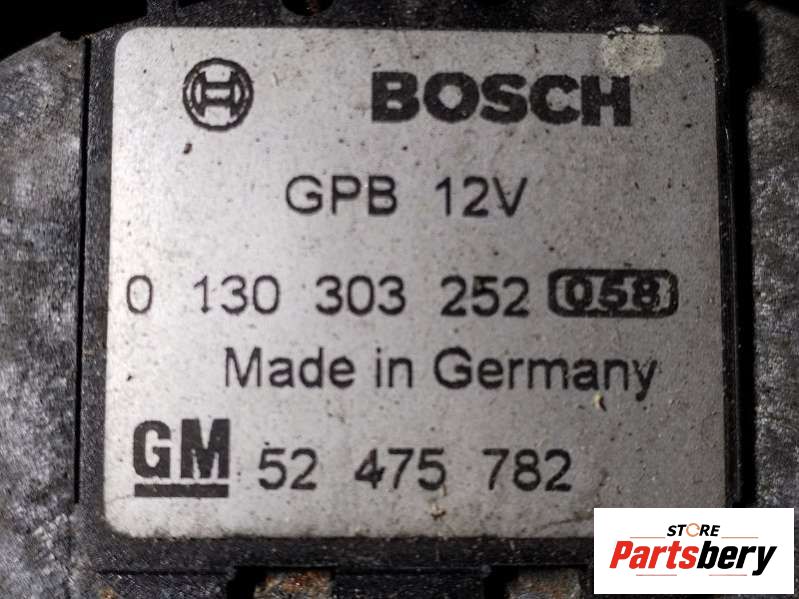 BOSCH
GPB 12V
0 130 303 252 058
Made in Germany
GM 52 475 782
STORE
Partsbery